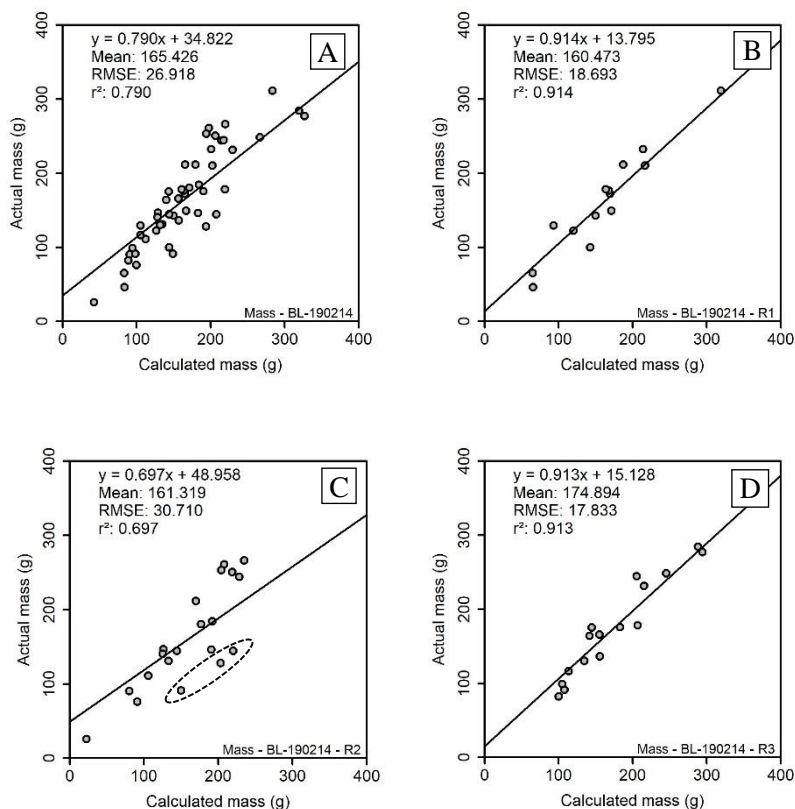 A
y = 0.790x + 34.822
Mean: 165.426
RMSE: 26.918
r²: 0.790
Actual mass (g)
0 100 200 300 400
Mass - BL-190214
0 100 200 300 400
Calculated mass (g)
B
y = 0.914x + 13.795
Mean: 160.473
RMSE: 18.693
r²: 0.914
Actual mass (g)
0 100 200 300 400
Mass - BL-190214 - R1
0 100 200 300 400
Calculated mass (g)
C
y = 0.697x + 48.958
Mean: 161.319
RMSE: 30.710
r²: 0.697
Actual mass (g)
0 100 200 300 400
Mass - BL-190214 - R2
0 100 200 300 400
Calculated mass (g)
D
y = 0.913x + 15.128
Mean: 174.894
RMSE: 17.833
r²: 0.913
Actual mass (g)
0 100 200 300 400
Mass - BL-190214 - R3
0 100 200 300 400
Calculated mass (g)